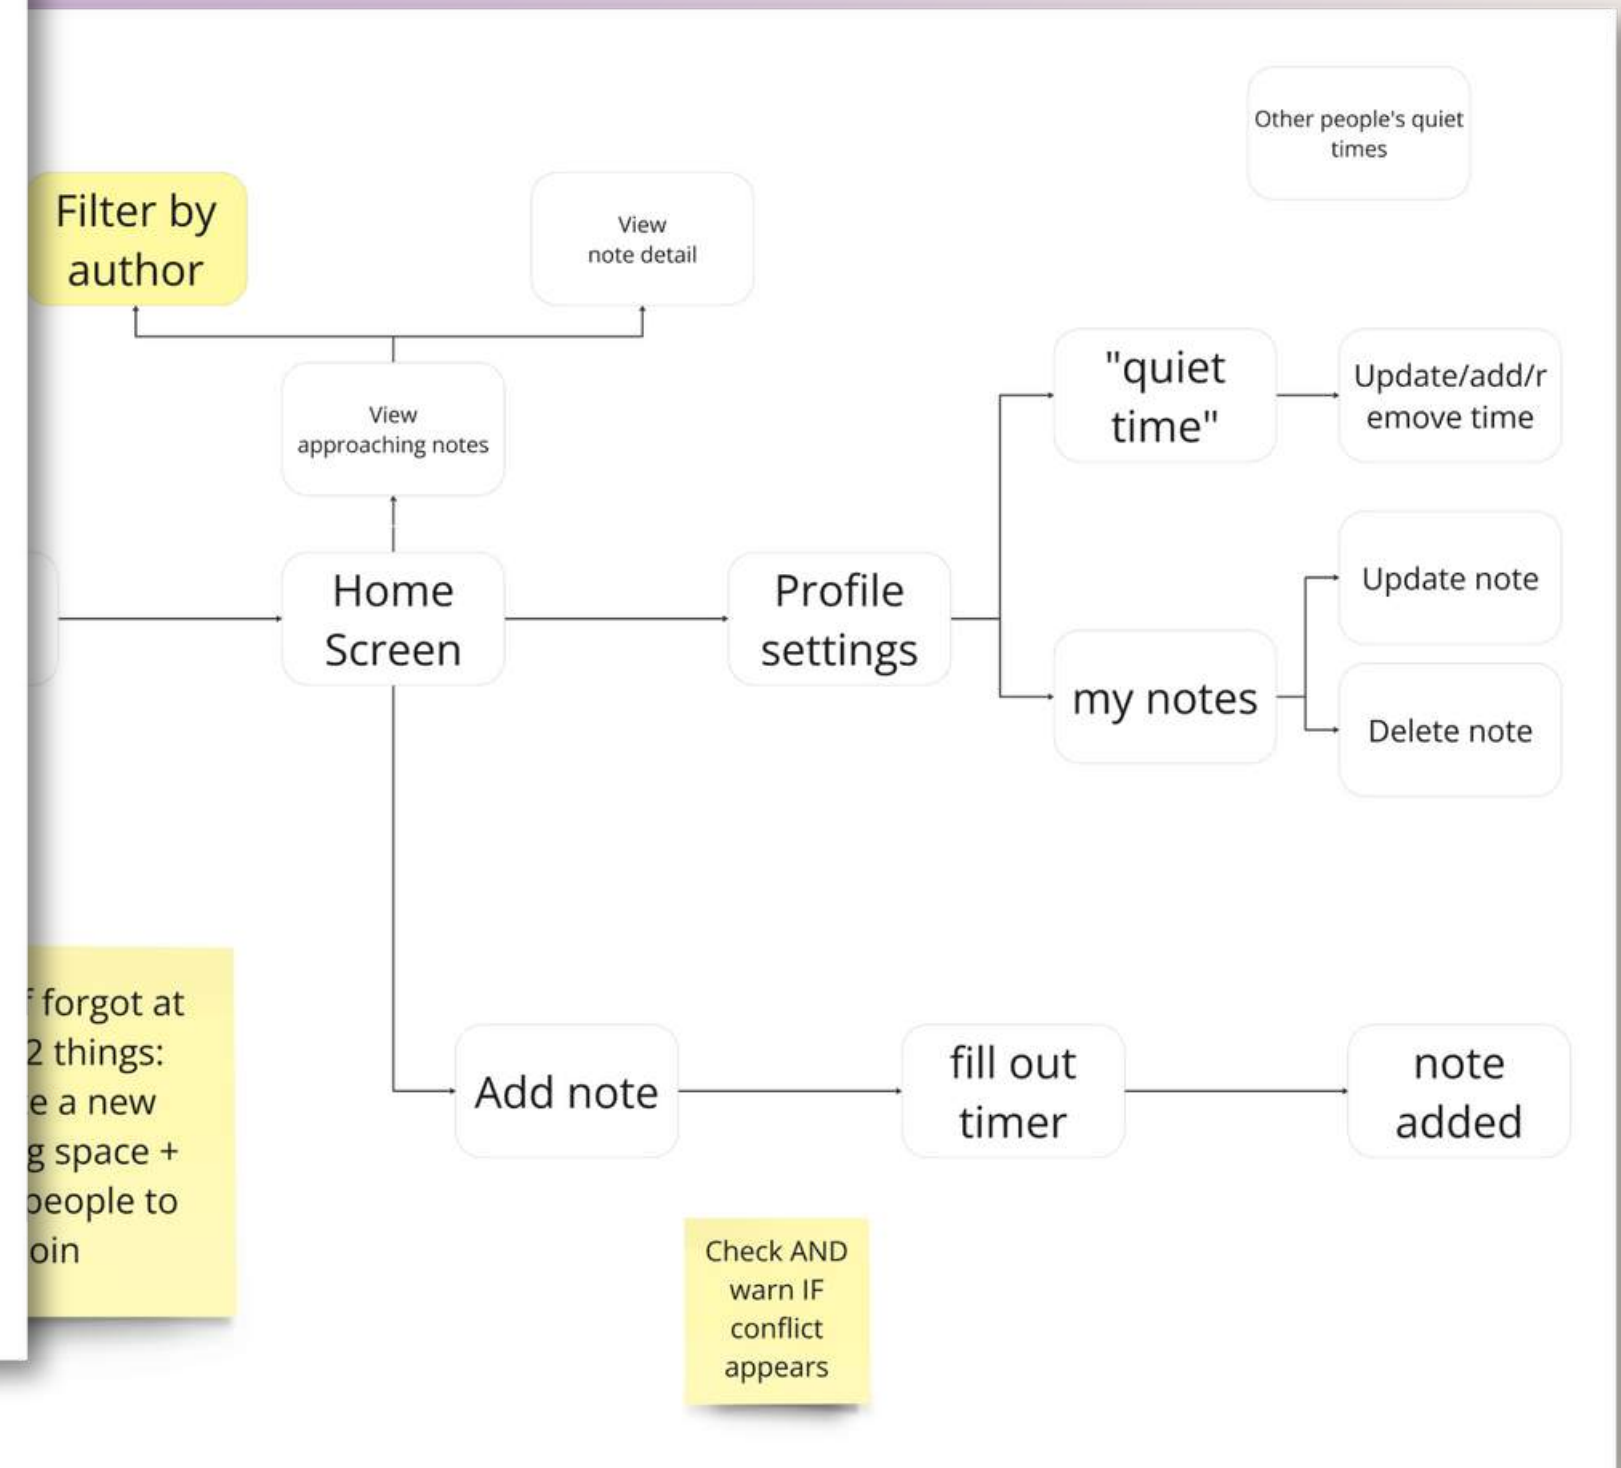 Other people's quiet
times
Filter by
author
View
note detail
View
approaching notes
"quiet
time"
Update/add/r
emove time
Home
Screen
Profile
settings
my notes
Update note
Delete note
forgot at
2 things:
a new
space +
people to
Add note
fill out
timer
note
added
Check AND
warn IF
conflict
appears